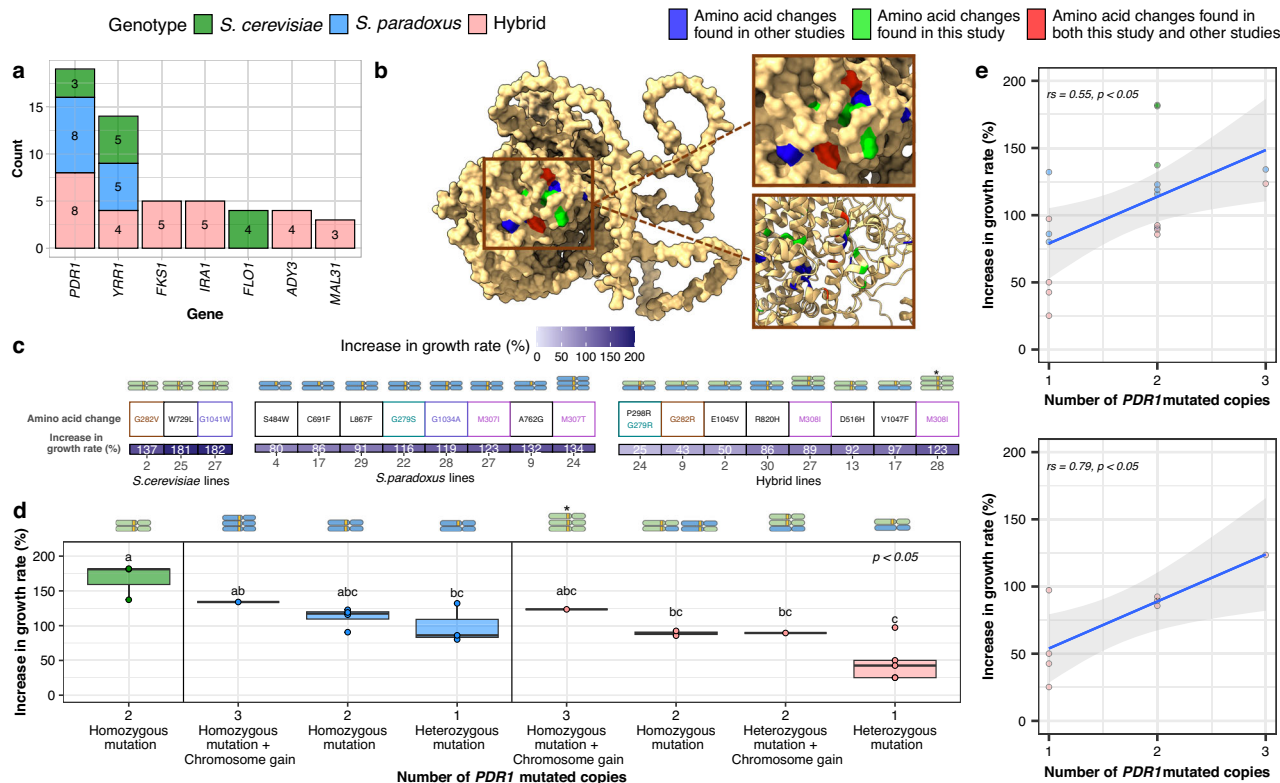 Genotype S. cerevisiae S. paradoxus Hybrid
Amino acid changes found in other studies
Amino acid changes found in this study
Amino acid changes found in both this study and other studies
a
Count
15
10
5
0
3
8
8
5
5
4
5
5
4
4
3
PDR1 YRR1 FKS1 IRA1 FLO1 ADY3 MAL31
Gene
b
c
Increase in growth rate (%) 0 50 100 150 200
*
Amino acid change
G282V W729L G1041W
S484W C691F L867F G279S G1034A M307I A762G M307T
P298R G279R G282R E1045V R820H M308I D516H V1047F M308I
Increase in growth rate (%)
137 181 182
80 86 91 116 119 123 132 134
25 43 50 86 89 92 97 123
2 25 27
4 17 29 22 28 27 9 24
24 9 2 30 27 12 17 28
S.cerevisiae lines
S.paradoxus lines
Hybrid lines
d
*
Increase in growth rate (%)
200
150
100
50
0
a
ab
abc
bc
abc
bc
bc
c
p < 0.05
2 3 2 1 3 2 2 1
Homozygous mutation
Homozygous mutation + Chromosome gain
Homozygous mutation
Heterozygous mutation
Homozygous mutation + Chromosome gain
Homozygous mutation
Heterozygous mutation + Chromosome gain
Heterozygous mutation
Number of PDR1 mutated copies
e
rs = 0.55, p < 0.05
Increase in growth rate (%)
200
150
100
50
0
1 2 3
Number of PDR1 mutated copies
rs = 0.79, p < 0.05
Increase in growth rate (%)
200
150
100
50
0
1 2 3
Number of PDR1 mutated copies